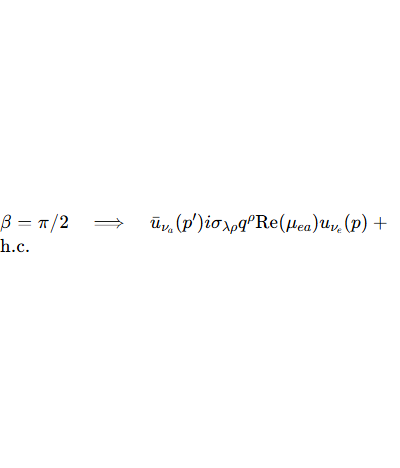 β = π/2 ⟹ ū_{ν_a}(p′)iσ_{λρ}q^ρRe(μ_{ea})u_{ν_e}(p) +
h.c.